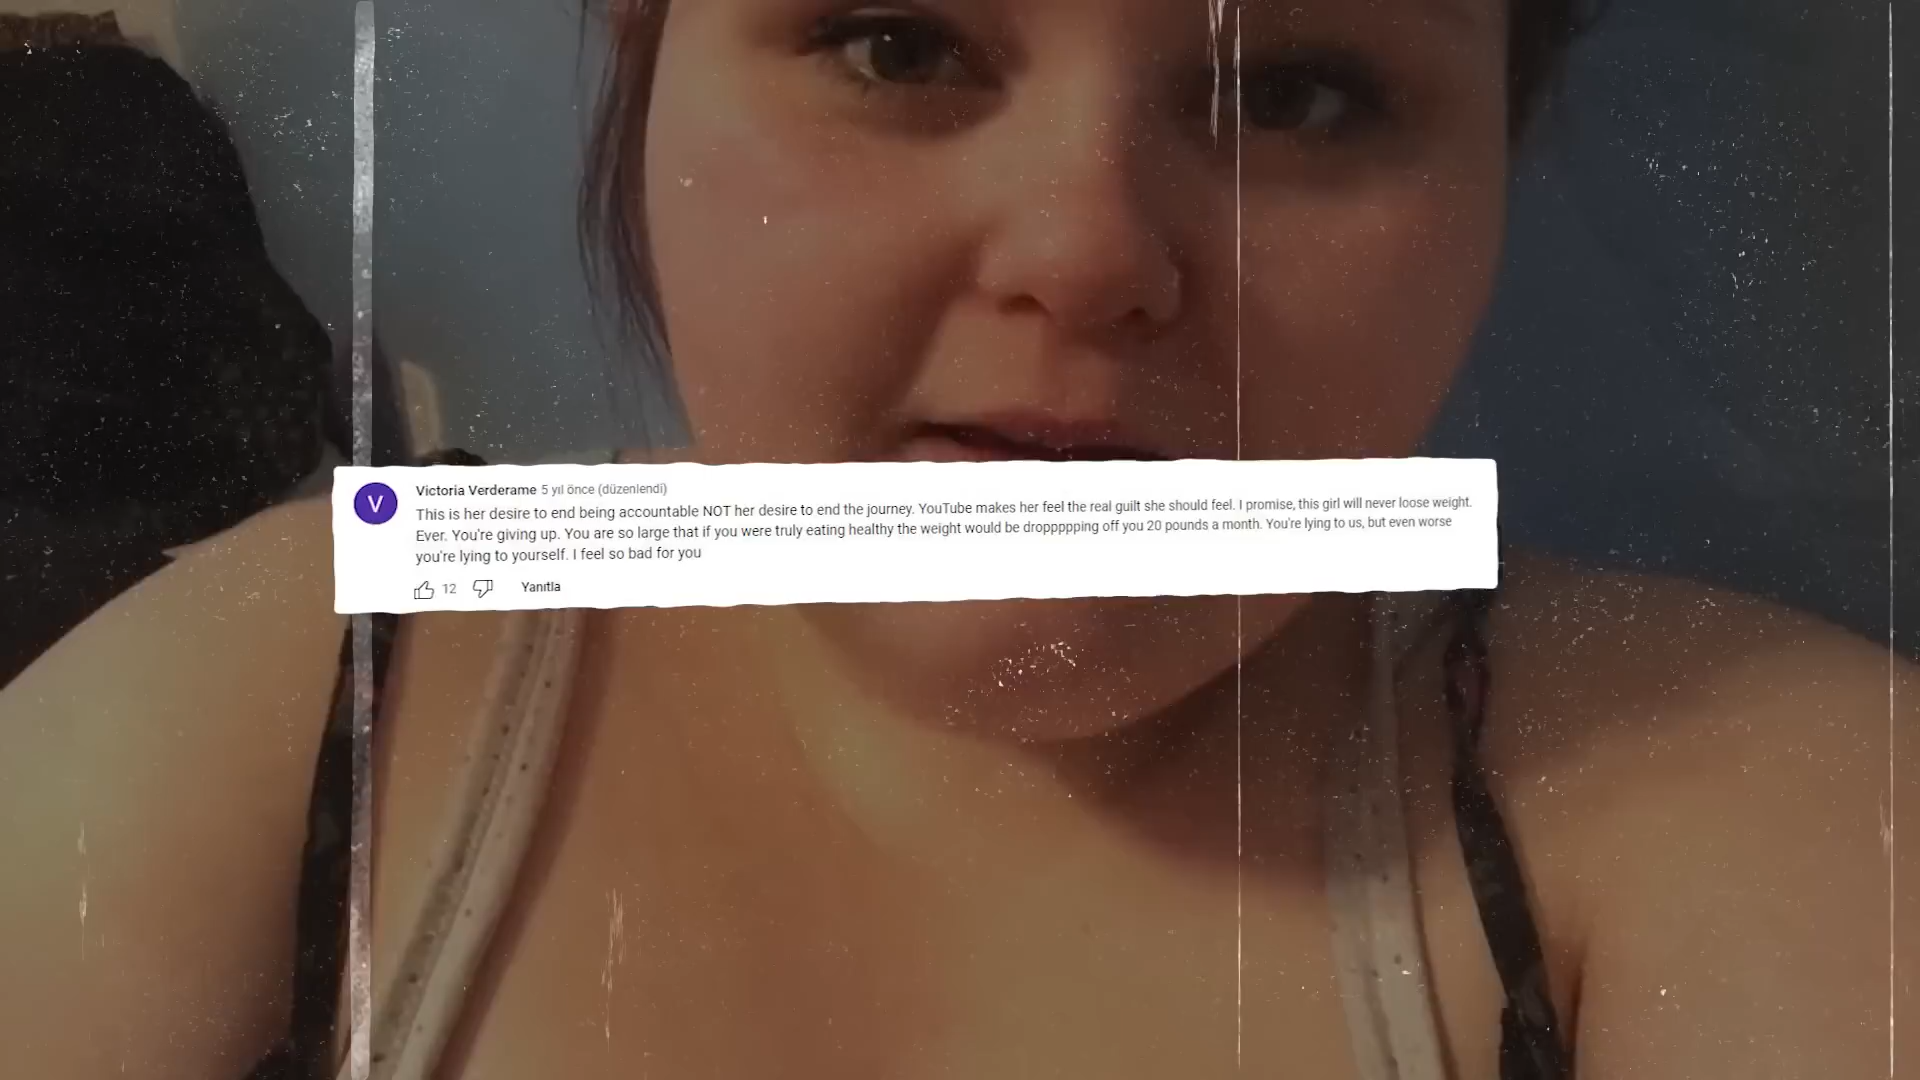 V
Victoria Verderame 5 yıl önce (düzenlendi)
This is her desire to end being accountable NOT her desire to end the journey. YouTube makes her feel the real guilt she should feel. I promise, this girl will never loose weight.
Ever. You're giving up. You are so large that if you were truly eating healthy the weight would be droppppping off you 20 pounds a month. You're lying to us, but even worse
you're lying to yourself. I feel so bad for you
12 Yanıtla